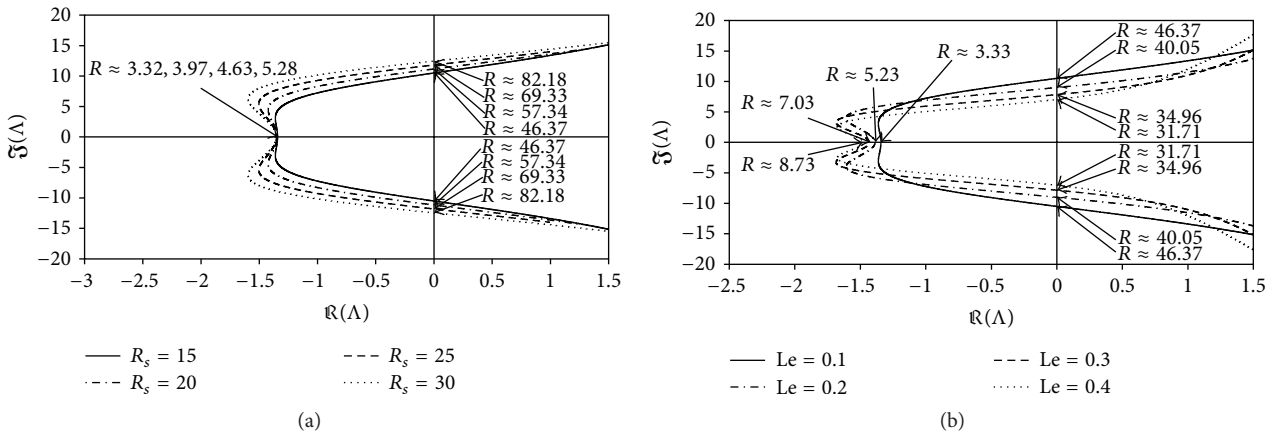 20
15
10
5
0
−5
−10
−15
−20
ℑ(Λ)
R ≈ 3.32, 3.97, 4.63, 5.28
R ≈ 82.18
R ≈ 69.33
R ≈ 57.34
R ≈ 46.37
R ≈ 46.37
R ≈ 57.34
R ≈ 69.33
R ≈ 82.18
−3 −2.5 −2 −1.5 −1 −0.5 0 0.5 1 1.5
ℜ(Λ)
R_s = 15
R_s = 25
R_s = 20
R_s = 30
(a)
20
15
10
5
0
−5
−10
−15
−20
ℑ(Λ)
R ≈ 46.37
R ≈ 40.05
R ≈ 3.33
R ≈ 5.23
R ≈ 7.03
R ≈ 34.96
R ≈ 31.71
R ≈ 8.73
R ≈ 31.71
R ≈ 34.96
R ≈ 40.05
R ≈ 46.37
−2.5 −2 −1.5 −1 −0.5 0 0.5 1 1.5
ℜ(Λ)
Le = 0.1
Le = 0.3
Le = 0.2
Le = 0.4
(b)